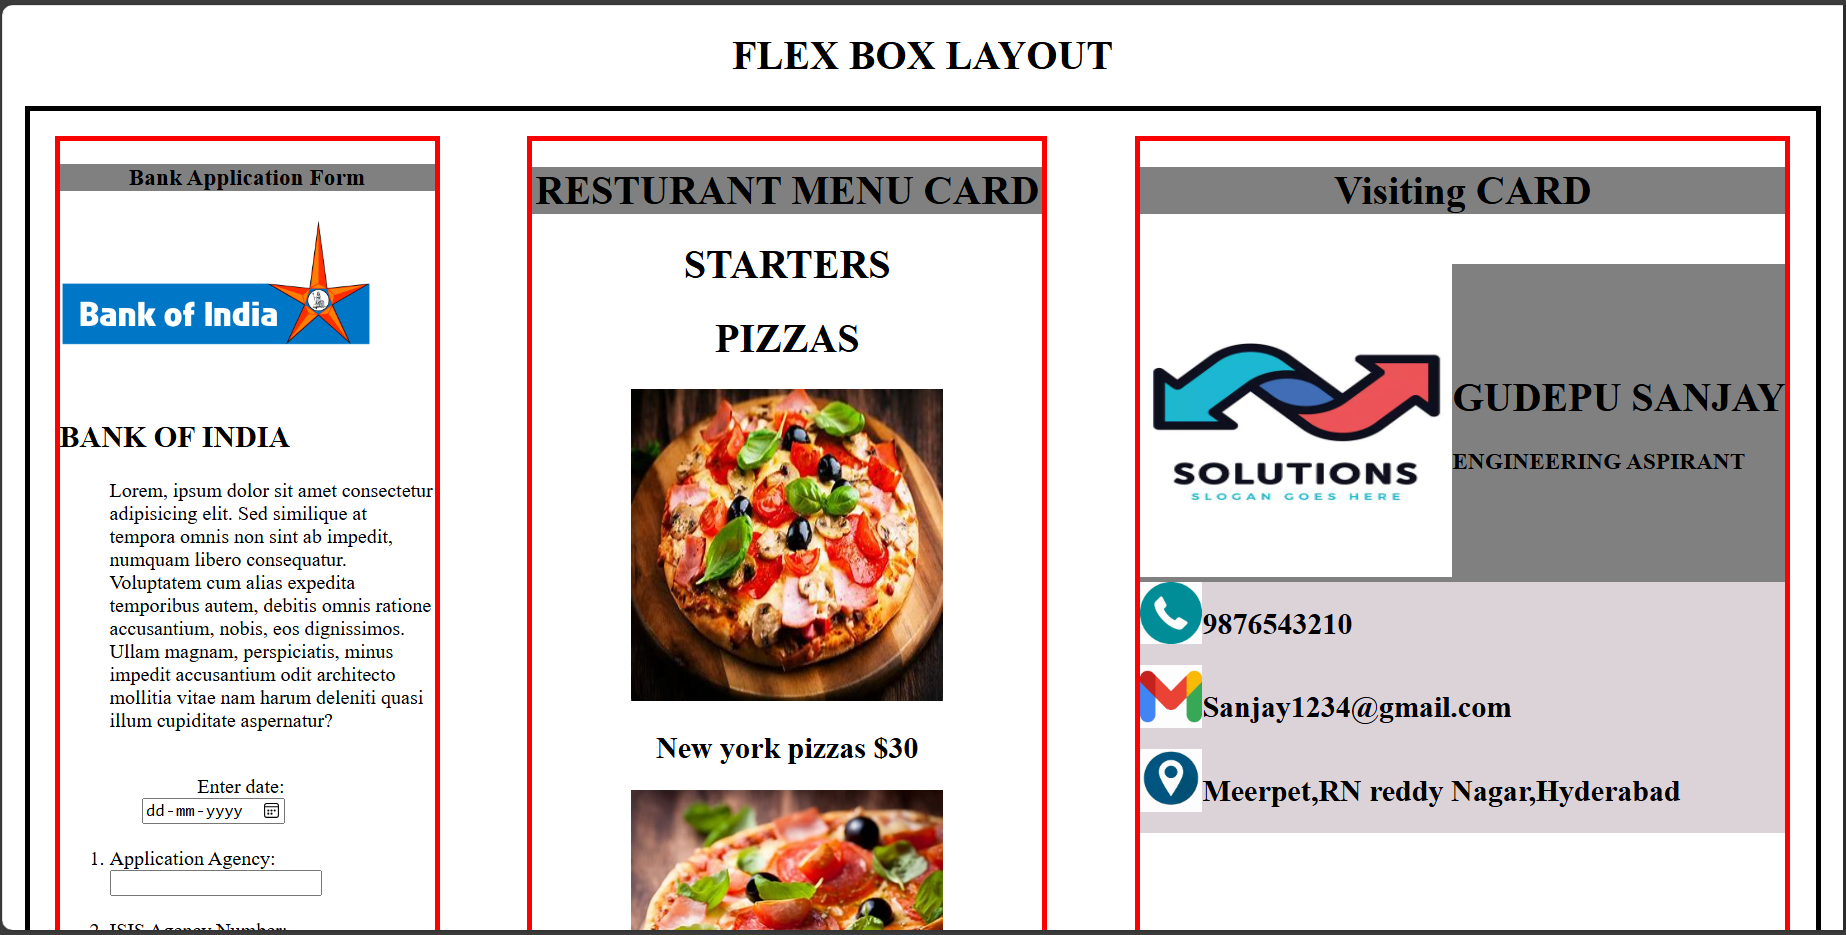 FLEX BOX LAYOUT
Bank Application Form
Bank of India
BANK OF INDIA
Lorem, ipsum dolor sit amet consectetur
adipisicing elit. Sed similique at
tempora omnis non sint ab impedit,
numquam libero consequatur.
Voluptatem cum alias expedita
temporibus autem, debitis omnis ratione
accusantium, nobis, eos dignissimos.
Ullam magnam, perspiciatis, minus
impedit accusantium odit architecto
mollitia vitae nam harum deleniti quasi
illum cupiditate aspernatur?
Enter date:
dd-mm-yyyy
1. Application Agency:
2. ISIS Agency Number:
RESTURANT MENU CARD
STARTERS
PIZZAS
New york pizzas $30
Visiting CARD
SOLUTIONS
SLOGAN GOES HERE
GUDEPU SANJAY
ENGINEERING ASPIRANT
9876543210
Sanjay1234@gmail.com
Meerpet,RN reddy Nagar,Hyderabad